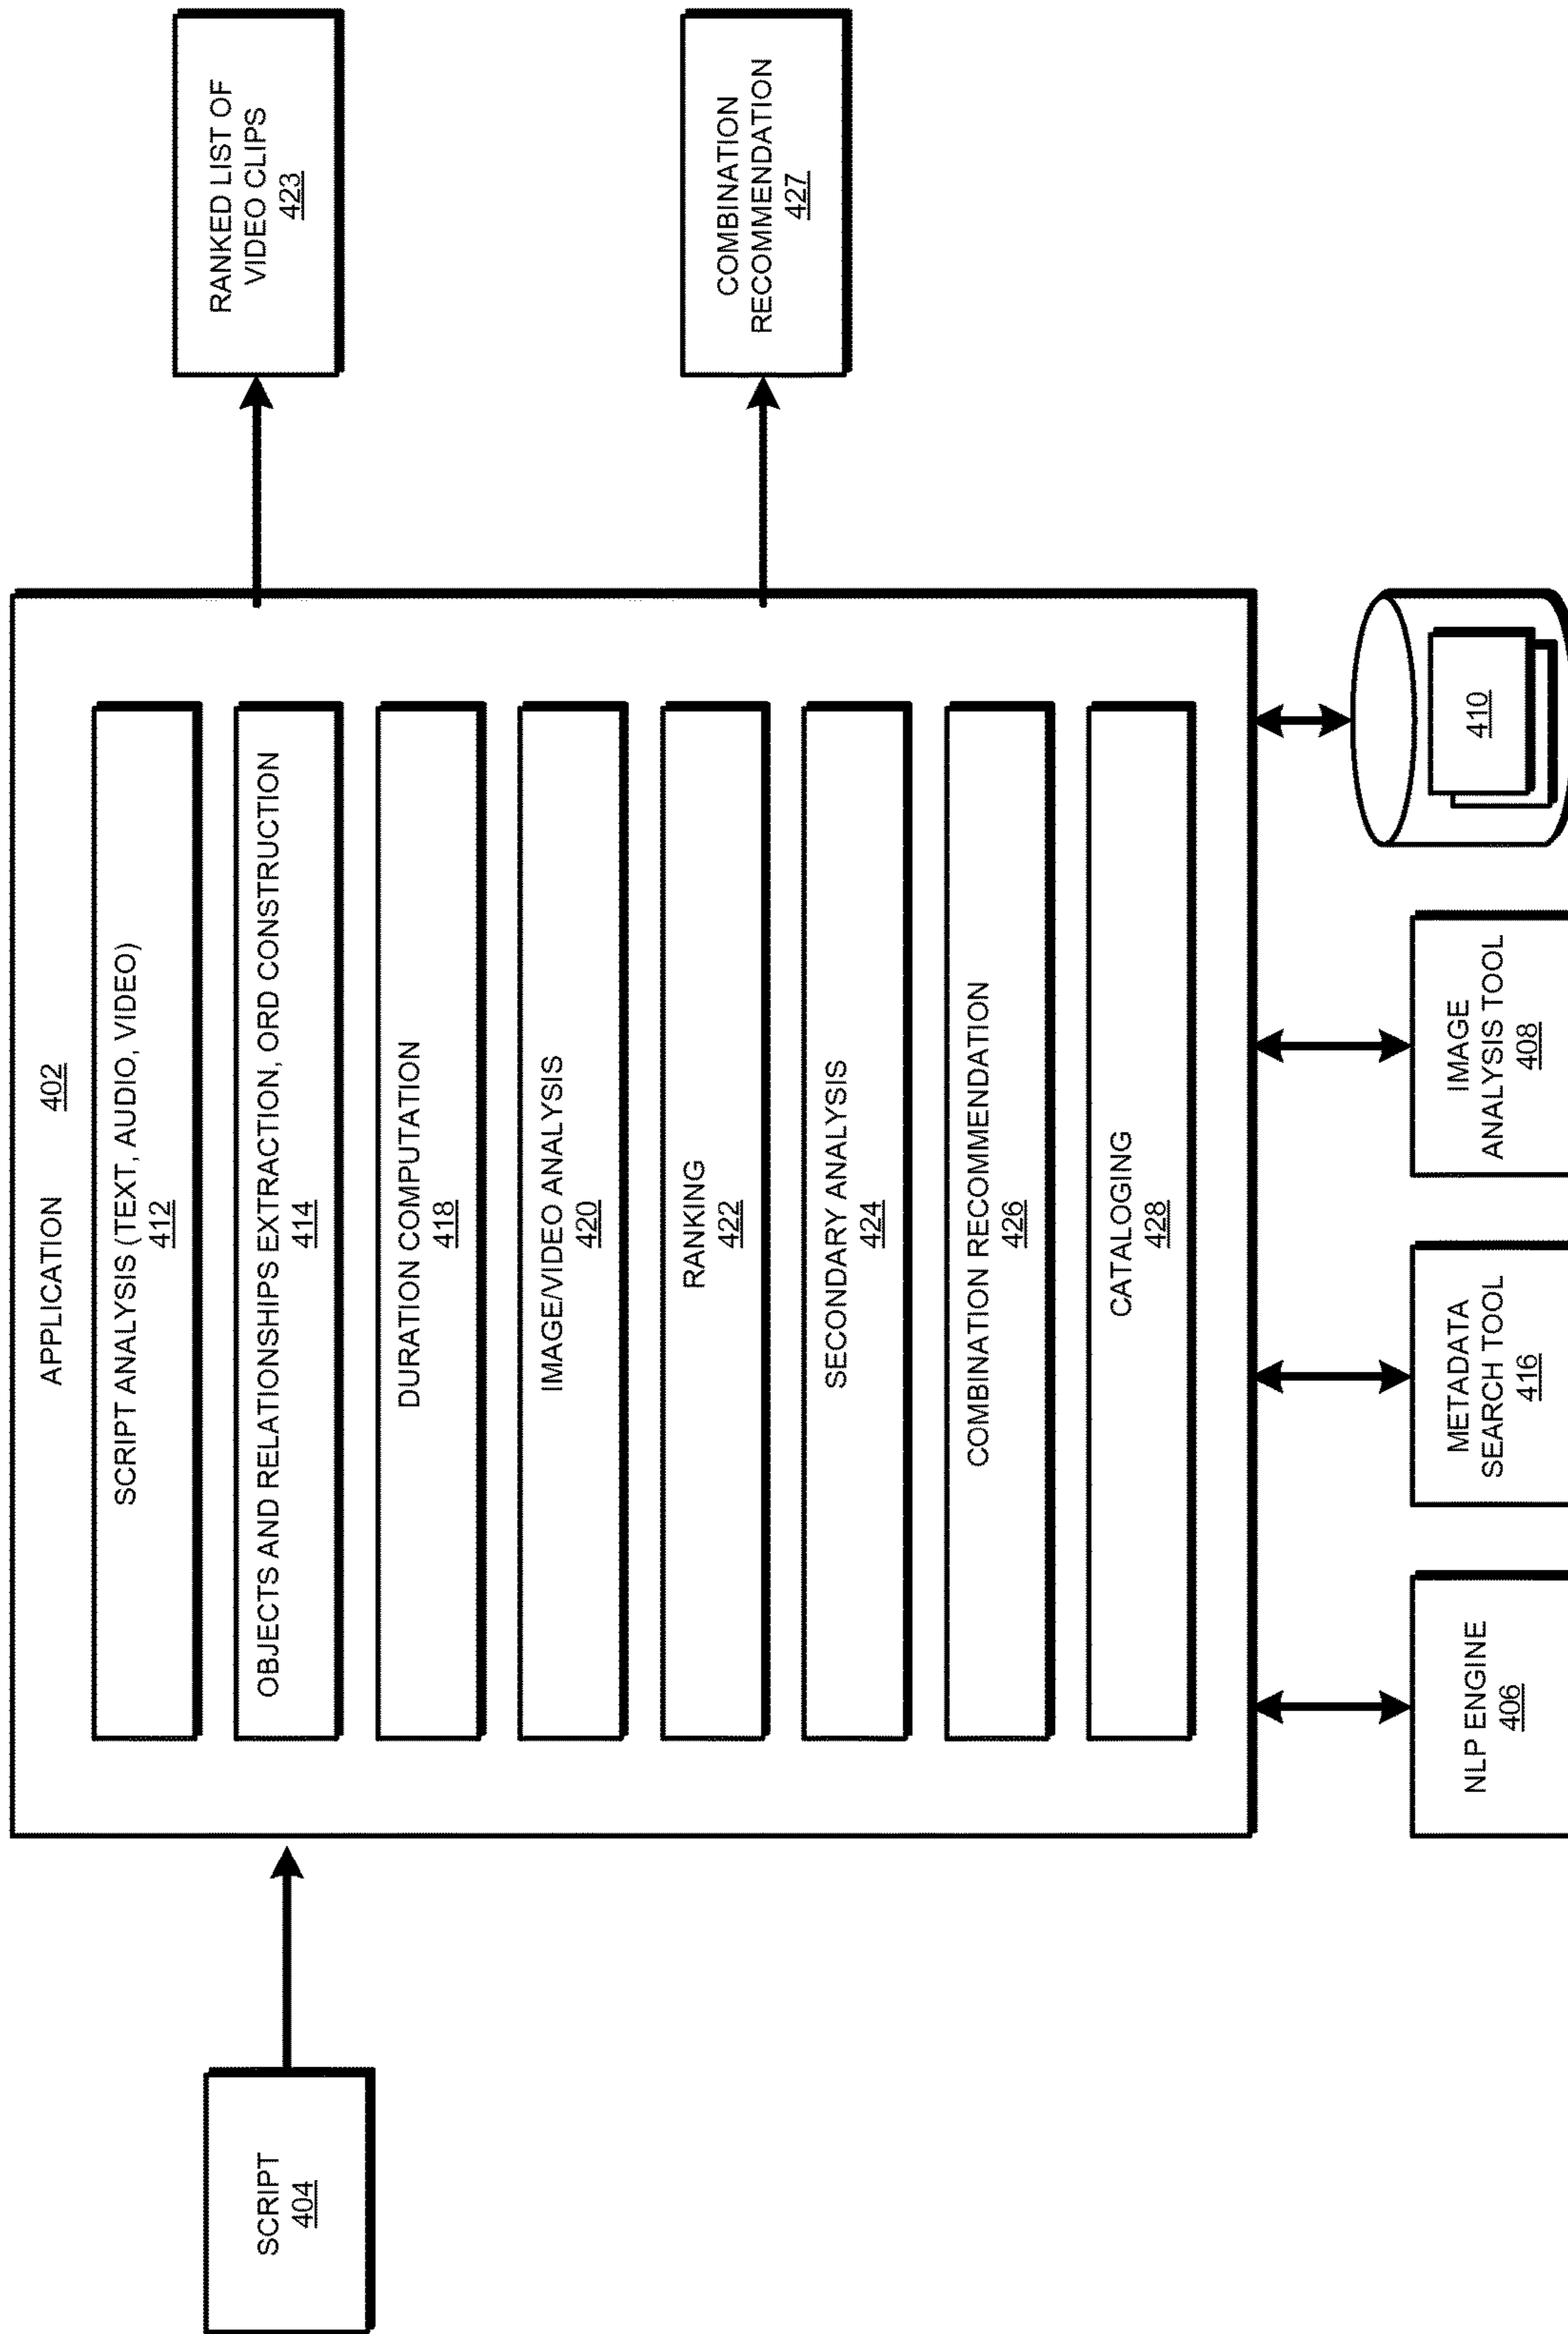 APPLICATION 402
SCRIPT ANALYSIS (TEXT, AUDIO, VIDEO)
412
OBJECTS AND RELATIONSHIPS EXTRACTION, ORD CONSTRUCTION
414
DURATION COMPUTATION
418
IMAGE/VIDEO ANALYSIS
420
RANKING
422
SECONDARY ANALYSIS
424
COMBINATION RECOMMENDATION
426
CATALOGING
428
SCRIPT
404
RANKED LIST OF
VIDEO CLIPS
423
COMBINATION
RECOMMENDATION
427
NLP ENGINE
406
METADATA
SEARCH TOOL
416
IMAGE
ANALYSIS TOOL
408
410